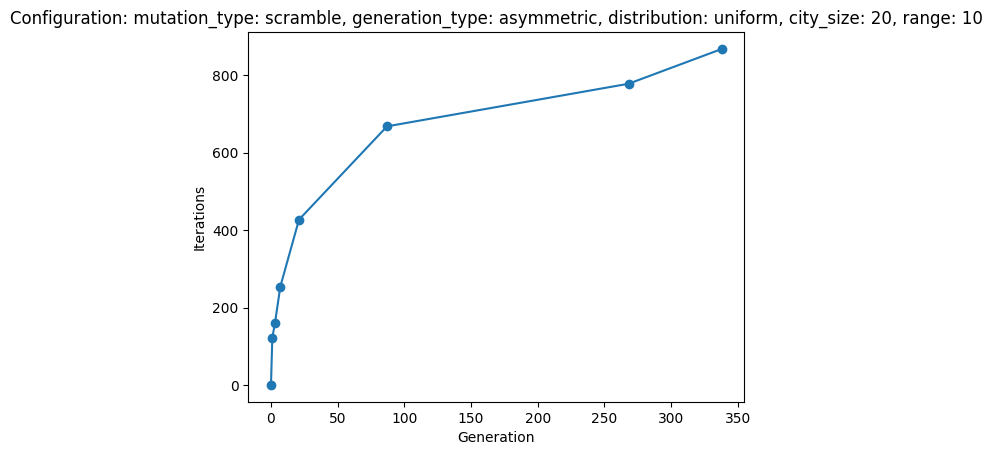 Configuration: mutation_type: scramble, generation_type: asymmetric, distribution: uniform, city_size: 20, range: 10
800
600
400
200
0
Iterations
0 50 100 150 200 250 300 350
Generation